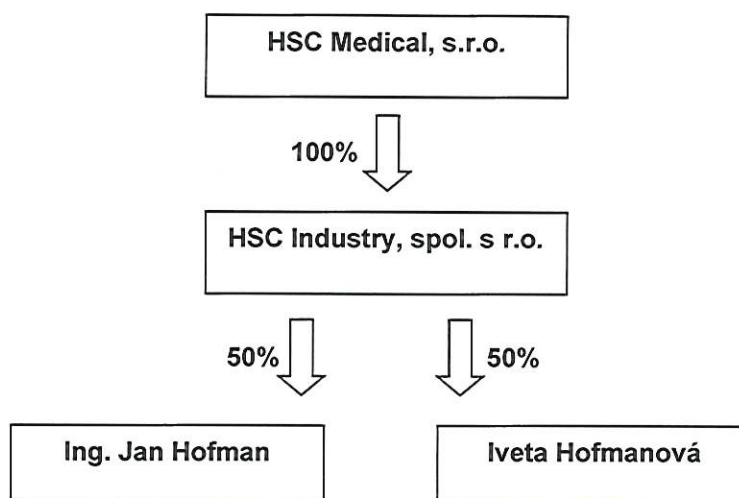 HSC Medical, s.r.o.
100%
HSC Industry, spol. s r.o.
50%
50%
Ing. Jan Hofman
Iveta Hofmanová